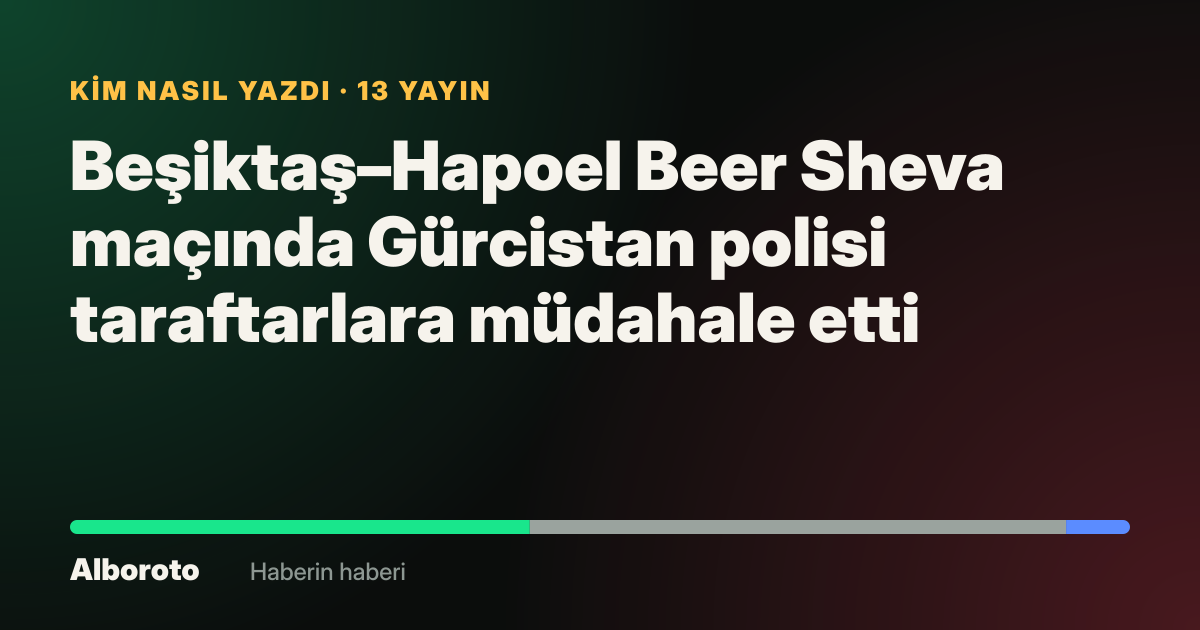 KİM NASIL YAZDI · 13 YAYIN
Beşiktaş–Hapoel Beer Sheva
maçında Gürcistan polisi
taraftarlara müdahale etti
Alboroto
Haberin haberi